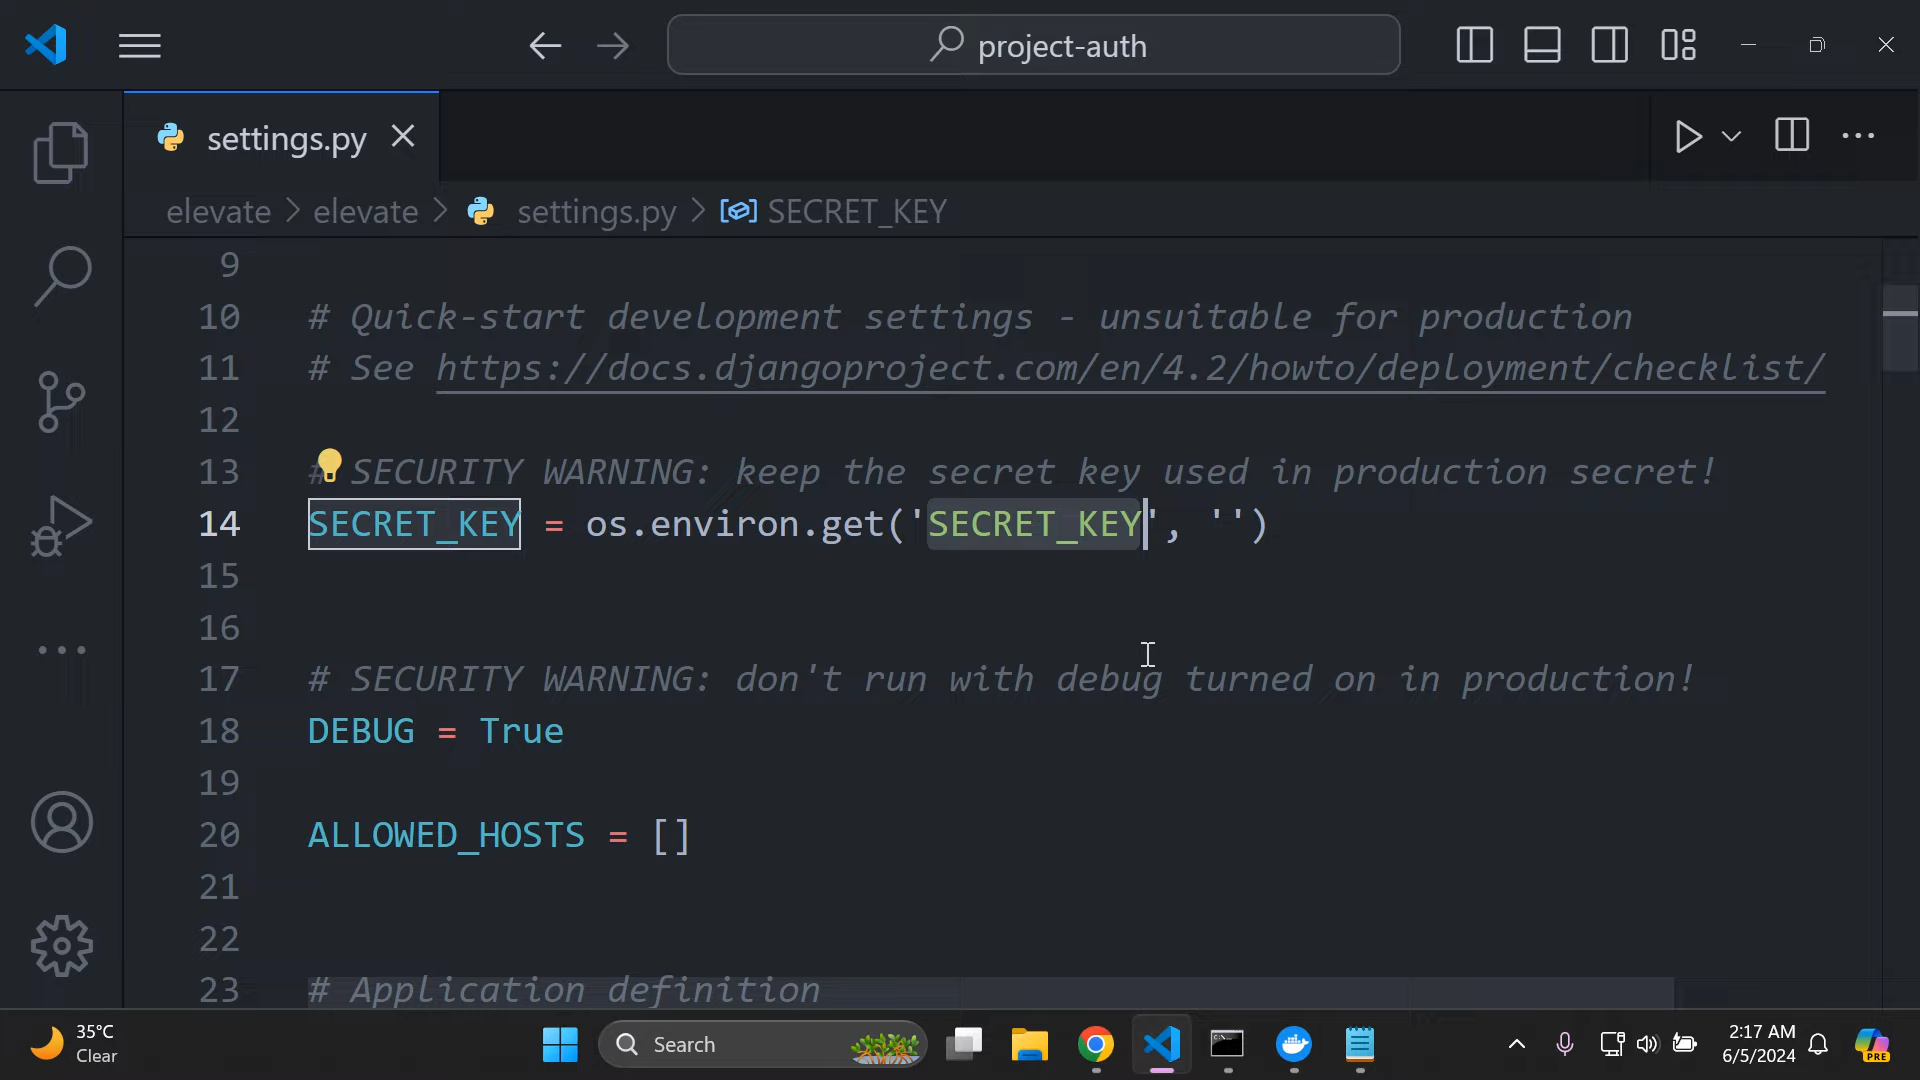 project-auth
settings.py
elevate > elevate > settings.py > SECRET_KEY
9
10 # Quick-start development settings - unsuitable for production
11 # See https://docs.djangoproject.com/en/4.2/howto/deployment/checklist/
12
13 # SECURITY WARNING: keep the secret key used in production secret!
14 SECRET_KEY = os.environ.get('SECRET_KEY', '')
15
16
17 # SECURITY WARNING: don't run with debug turned on in production!
18 DEBUG = True
19
20 ALLOWED_HOSTS = []
21
22
23 # Application definition
35°C
Clear
Search
2:17 AM
6/5/2024
PRE